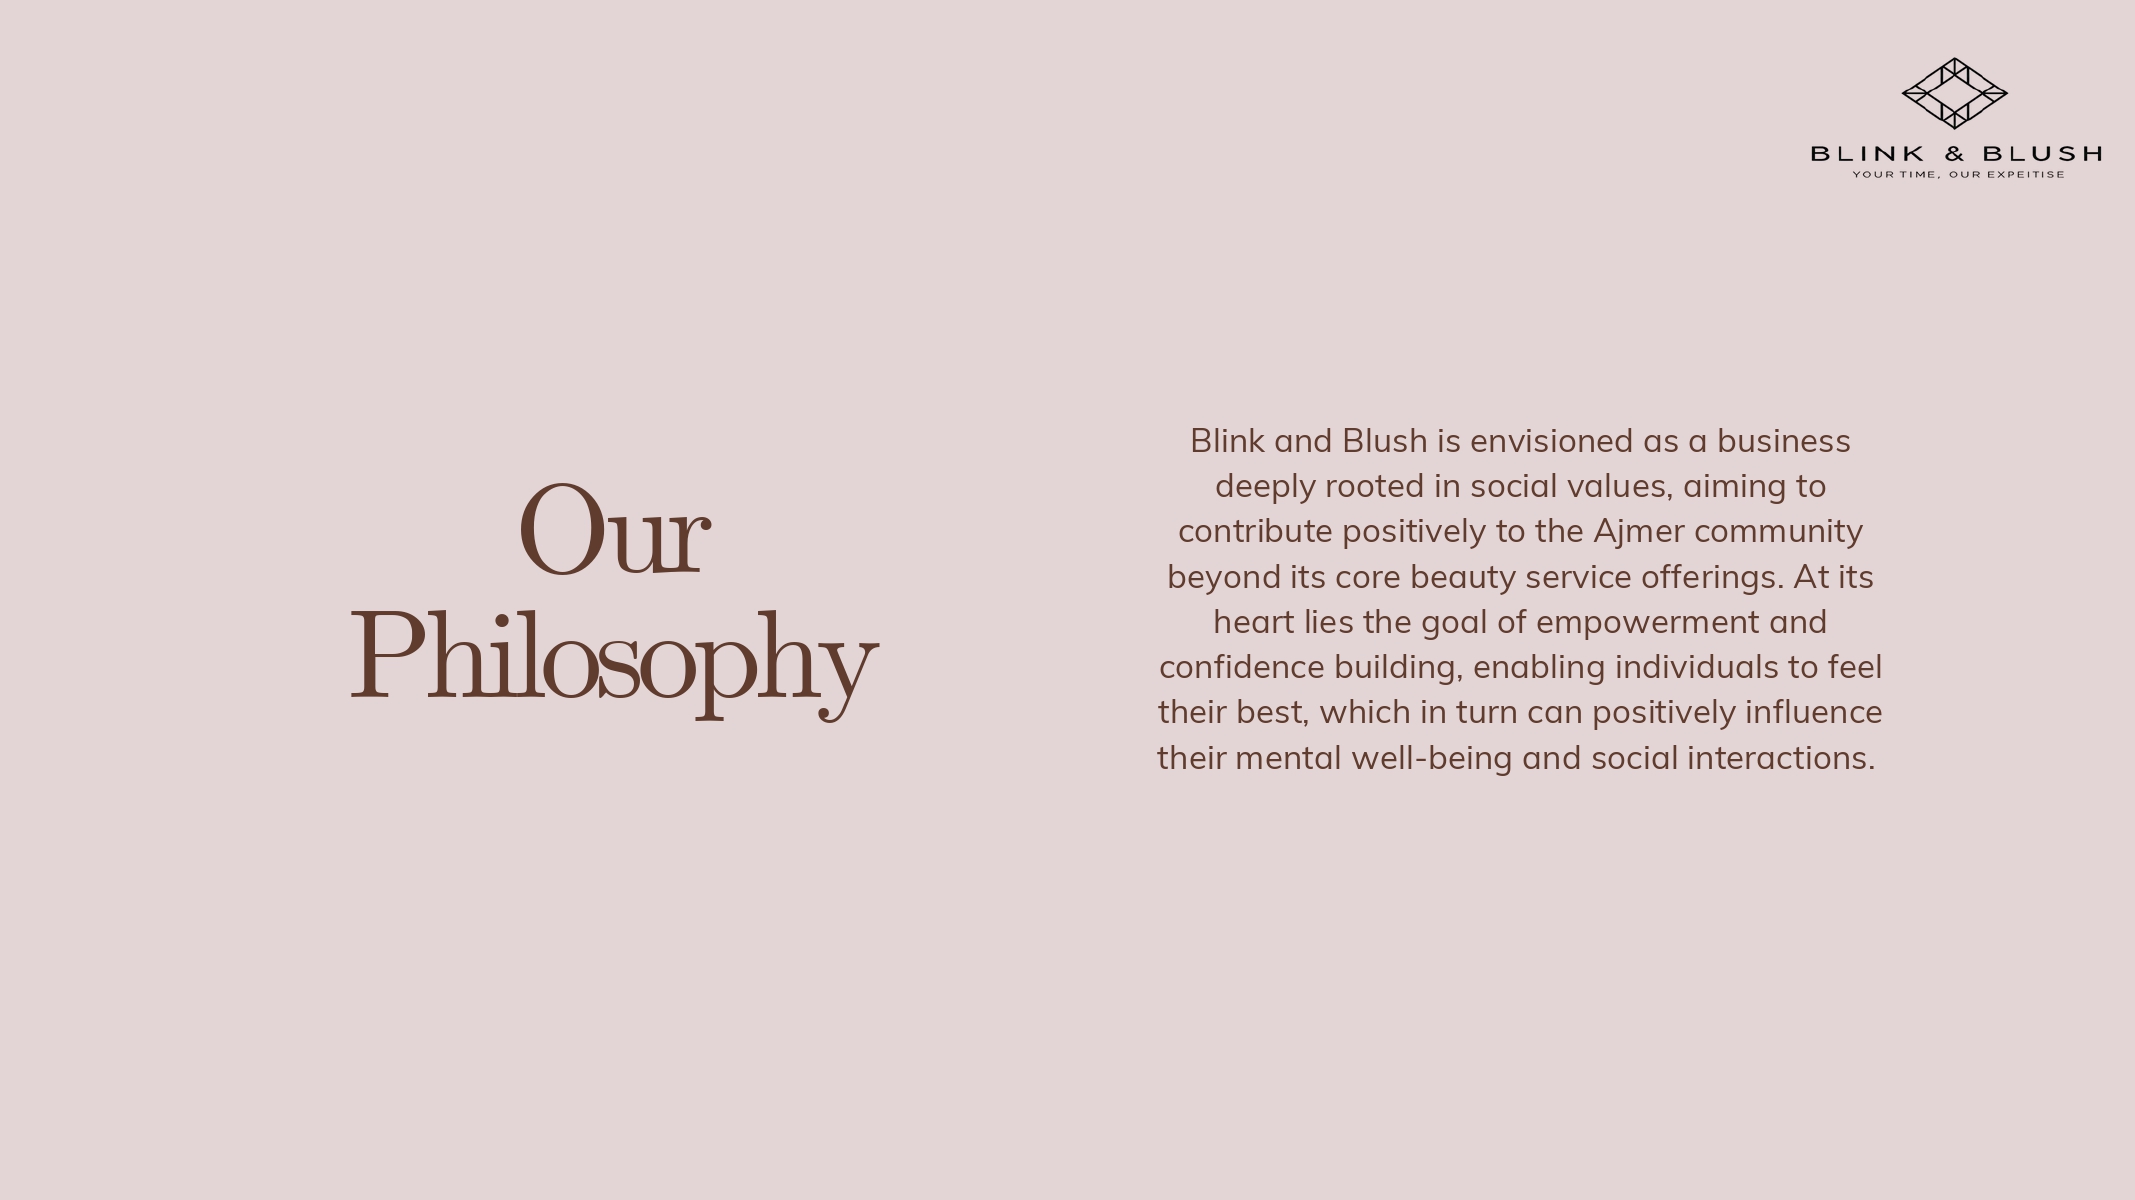 BLINK & BLUSH
YOUR TIME, OUR EXPEITISE
Our
Philosophy
Blink and Blush is envisioned as a business
deeply rooted in social values, aiming to
contribute positively to the Ajmer community
beyond its core beauty service offerings. At its
heart lies the goal of empowerment and
confidence building, enabling individuals to feel
their best, which in turn can positively influence
their mental well-being and social interactions.